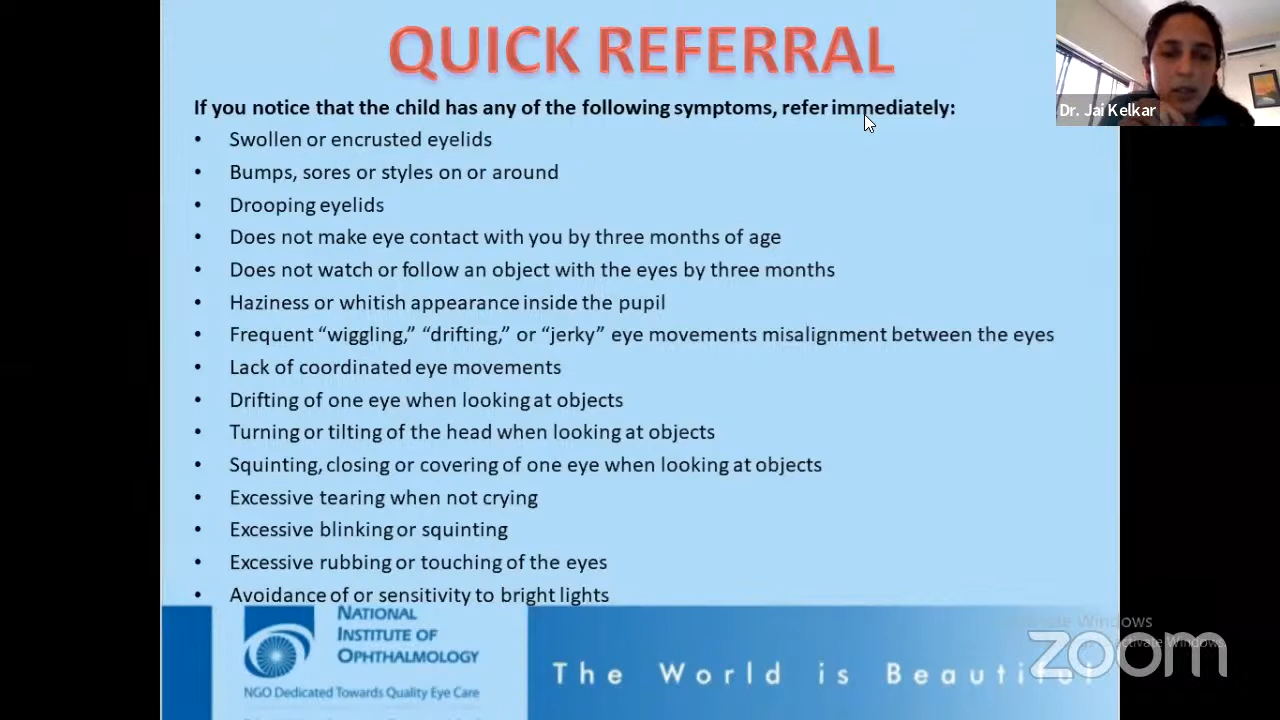 QUICK REFERRAL
If you notice that the child has any of the following symptoms, refer immediately:
• Swollen or encrusted eyelids
• Bumps, sores or styles on or around
• Drooping eyelids
• Does not make eye contact with you by three months of age
• Does not watch or follow an object with the eyes by three months
• Haziness or whitish appearance inside the pupil
• Frequent “wiggling,” “drifting,” or “jerky” eye movements misalignment between the eyes
• Lack of coordinated eye movements
• Drifting of one eye when looking at objects
• Turning or tilting of the head when looking at objects
• Squinting, closing or covering of one eye when looking at objects
• Excessive tearing when not crying
• Excessive blinking or squinting
• Excessive rubbing or touching of the eyes
• Avoidance of or sensitivity to bright lights
NATIONAL
INSTITUTE OF
OPHTHALMOLOGY
NGO Dedicated Towards Quality Eye Care
The World is Beautiful
Dr. Jai Kelkar
Windows
Activate Windows.
zoom